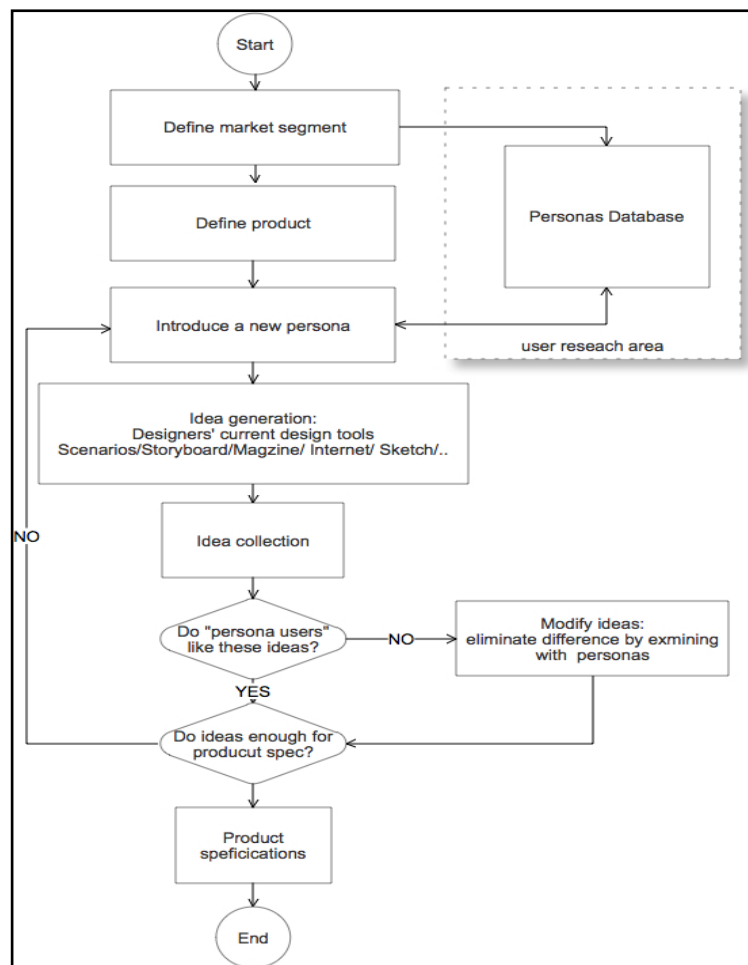 Start
Define market segment
Personas Database
Define product
Introduce a new persona
user reseach area
Idea generation:
Designers' current design tools
Scenarios/Storyboard/Magzine/ Internet/ Sketch/..
NO
Idea collection
Do "persona users"
like these ideas?
NO
Modify ideas:
eliminate difference by exmining
with personas
YES
Do ideas enough for
producut spec?
Product
speficications
End